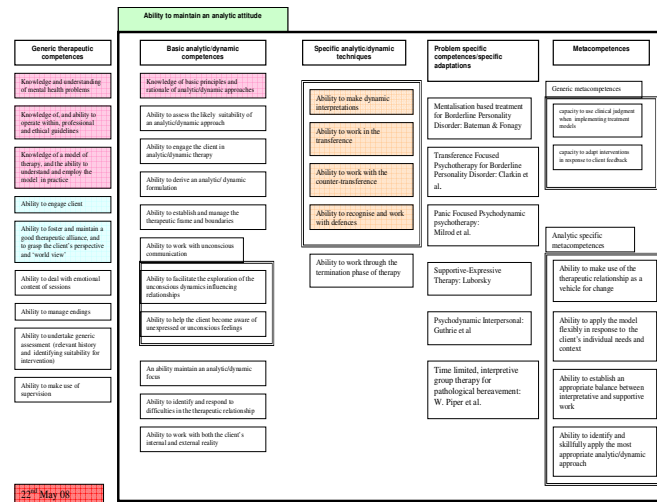 Ability to maintain an analytic attitude
Generic therapeutic
competences
Knowledge and understanding
of mental health problems
Knowledge of, and ability to
operate within, professional
and ethical guidelines
Knowledge of a model of
therapy, and the ability to
understand and employ the
model in practice
Ability to engage client
Ability to foster and maintain
a good therapeutic alliance, and
to grasp the client's perspective
and 'world view'
Ability to deal with emotional
content of sessions
Ability to manage endings
Ability to undertake generic
assessment (relevant history
and identifying suitability for
intervention)
Ability to make use of
supervision
22nd May 08
Basic analytic/dynamic
competences
Knowledge of basic principles and
rationale of analytic/dynamic approaches
Ability to assess the likely suitability of
an analytic/dynamic approach
Ability to engage the client in
analytic/dynamic therapy
Ability to derive an analytic/ dynamic
formulation
Ability to establish and manage the
therapeutic frame and boundaries
Ability to work with unconscious
communication
Ability to facilitate the exploration of the
unconscious dynamics influencing
relationships
Ability to help the client become aware of
unexpressed or unconscious feelings
An ability maintain an analytic/dynamic
focus
Ability to identify and respond to
difficulties in the therapeutic relationship
Ability to work with both the client's
internal and external reality
Specific analytic/dynamic
techniques
Ability to make dynamic
interpretations
Ability to work in the
transference
Ability to work with the
counter-transference
Ability to recognise and work
with defences
Ability to work through the
termination phase of therapy
Problem specific
competences/specific
adaptations
Mentalisation based treatment
for Borderline Personality
Disorder: Bateman & Fonagy
Transference Focused
Psychotherapy for Borderline
Personality Disorder: Clarkin et
al.
Panic Focused Psychodynamic
psychotherapy:
Milrod et al.
Supportive-Expressive
Therapy: Luborsky
Psychodynamic Interpersonal:
Guthrie et al
Time limited, interpretive
group therapy for
pathological bereavement:
W. Piper et al.
Metacompetences
Generic metacompetences
capacity to use clinical judgment
when implementing treatment
models
capacity to adapt interventions
in response to client feedback
Analytic specific
metacompetences
Ability to make use of the
therapeutic relationship as a
vehicle for change
Ability to apply the model
flexibly in response to the
client's individual needs and
context
Ability to establish an
appropriate balance between
interpretative and supportive
work
Ability to identify and
skillfully apply the most
appropriate analytic/dynamic
approach